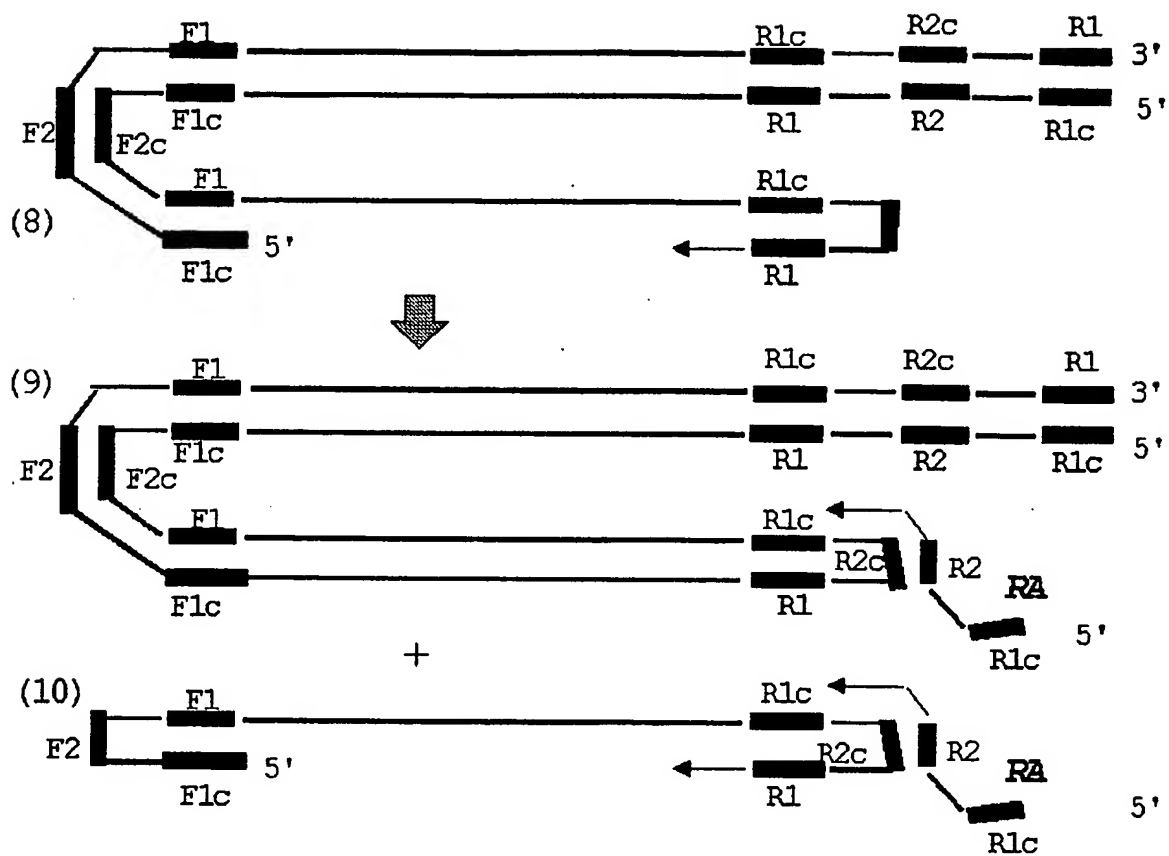 F1 R1c R2c R1
3'
5'
F2 F2c F1c R1 R2 R1c
F1 R1c
(8)
5'
F1c R1
(9) F1 R1c R2c R1
3'
5'
F2 F2c F1c R1 R2 R1c
F1 R1c
R2c R2 RA
F1c R1 5'
R1c
+
(10) F1 R1c
F2 R2c R2 RA
5'
F1c R1 5'
R1c